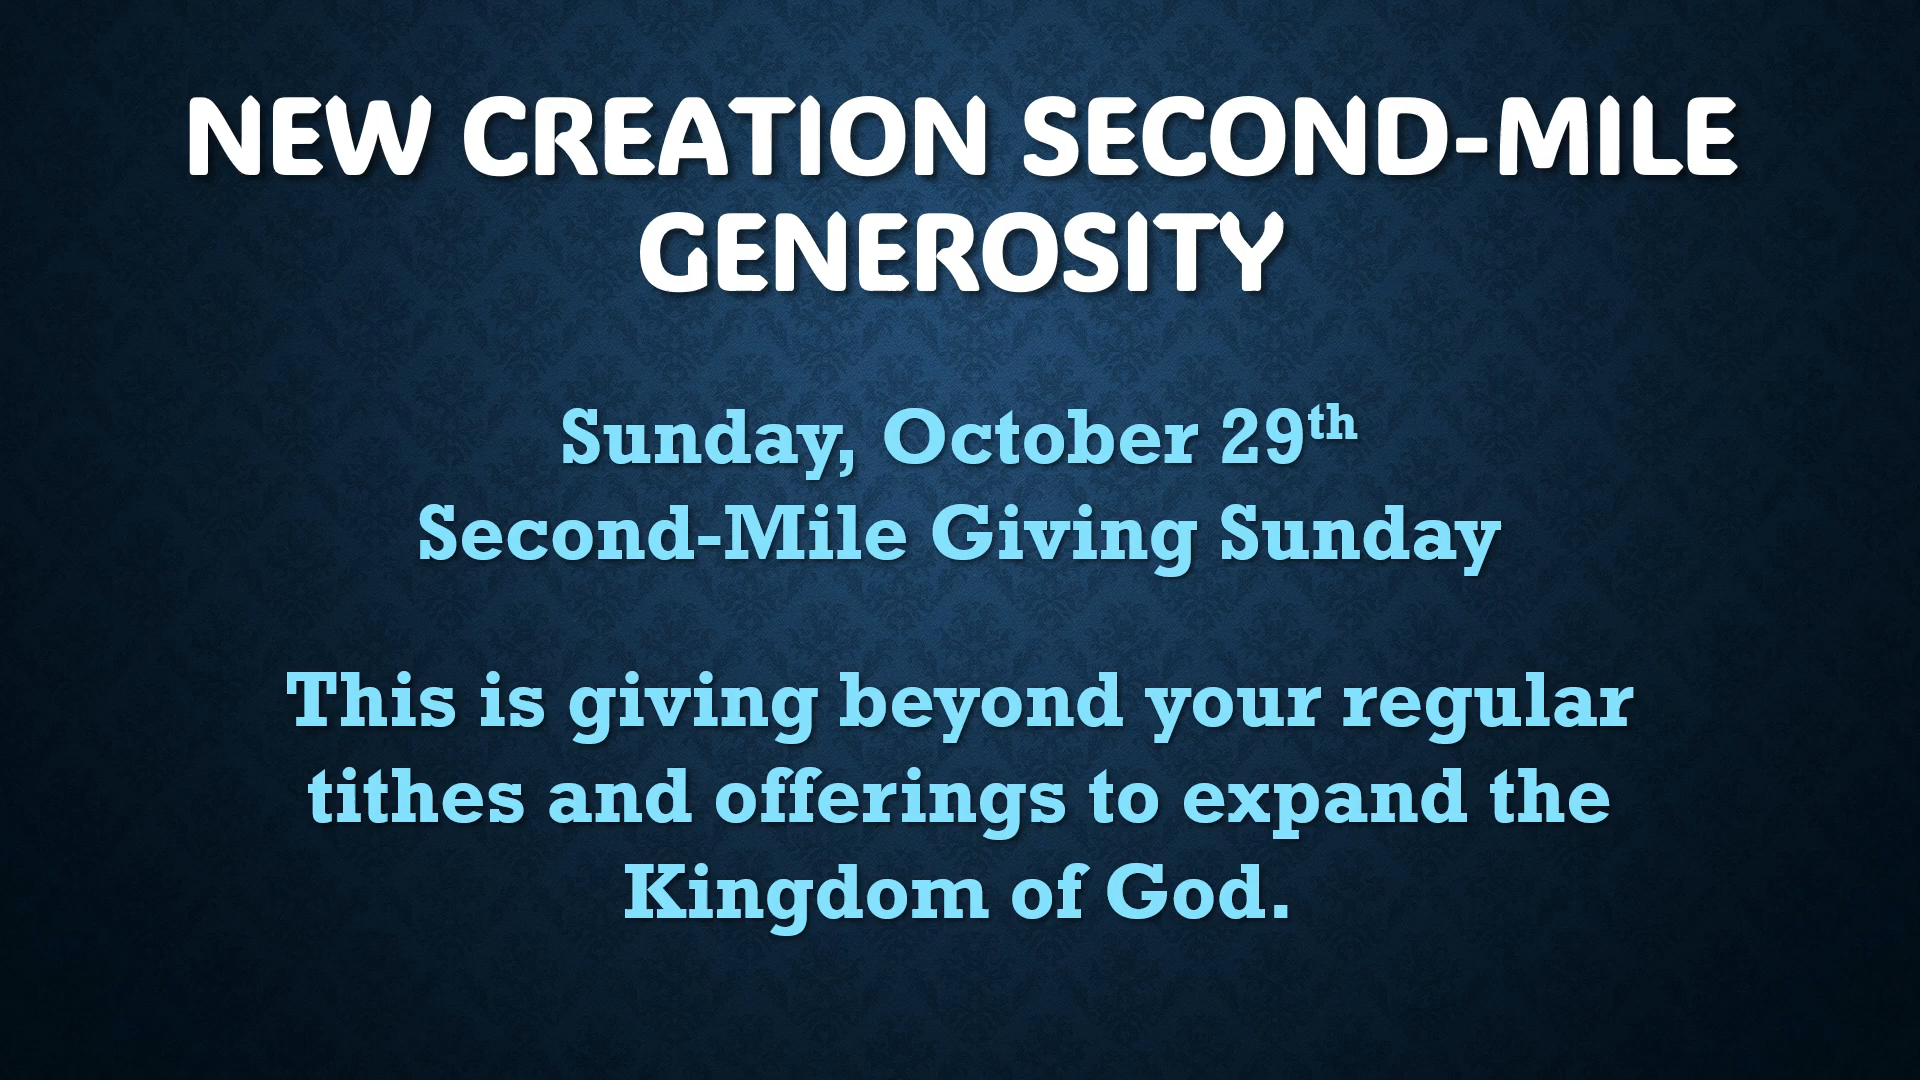 NEW CREATION SECOND-MILE
GENEROSITY
Sunday, October 29th
Second-Mile Giving Sunday
This is giving beyond your regular
tithes and offerings to expand the
Kingdom of God.